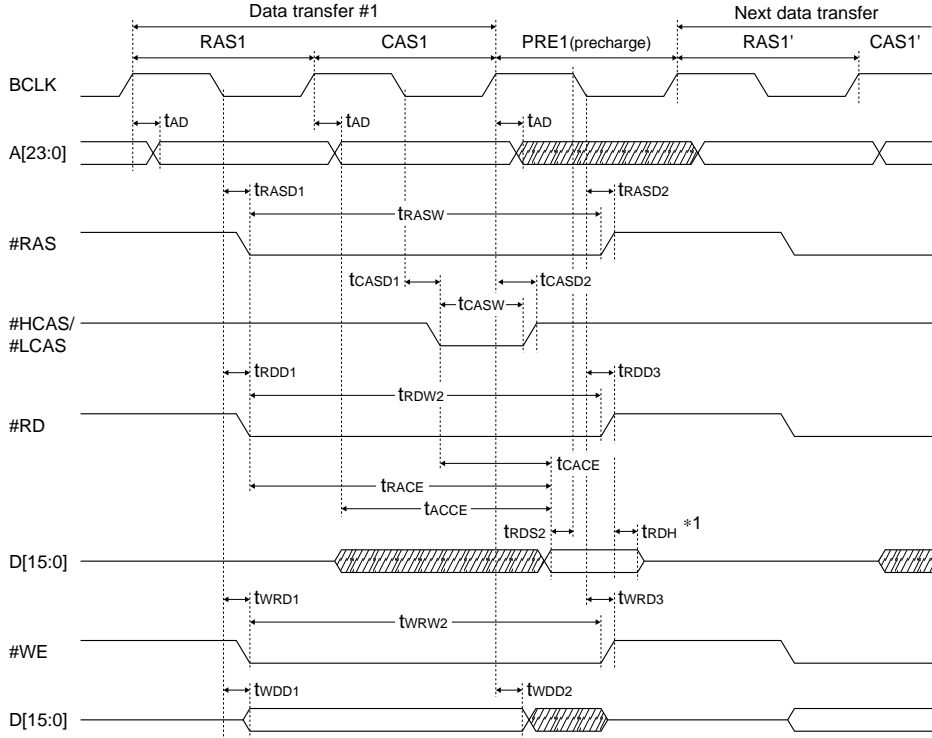 Data transfer #1 Next data transfer
RAS1 CAS1 PRE1(precharge) RAS1' CAS1'
BCLK
tAD tAD tAD
A[23:0]
tRASD1 tRASD2
tRASW
#RAS
tCASD1 tCASD2
tCASW
#HCAS/
#LCAS
tRDD1 tRDD3
tRDW2
#RD
tCACE
tRACE
tACCE
tRDS2 tRDH *1
D[15:0]
tWRD1 tWRD3
tWRW2
#WE
tWDD1 tWDD2
D[15:0]